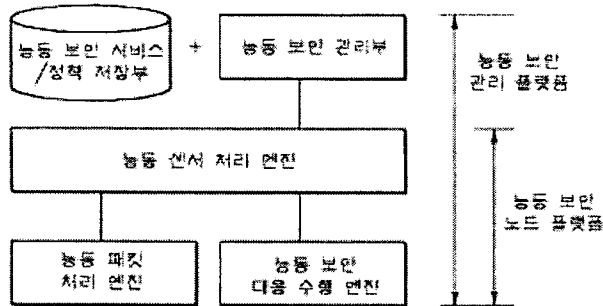 능동 보안 서비스
/정책 저장부
+
능동 보안 관리부
능동 보안
관리 플랫폼
능동 센서 처리 엔진
능동 보안
노드 플랫폼
능동 패킷
처리 엔진
능동 보안
대응 수행 엔진